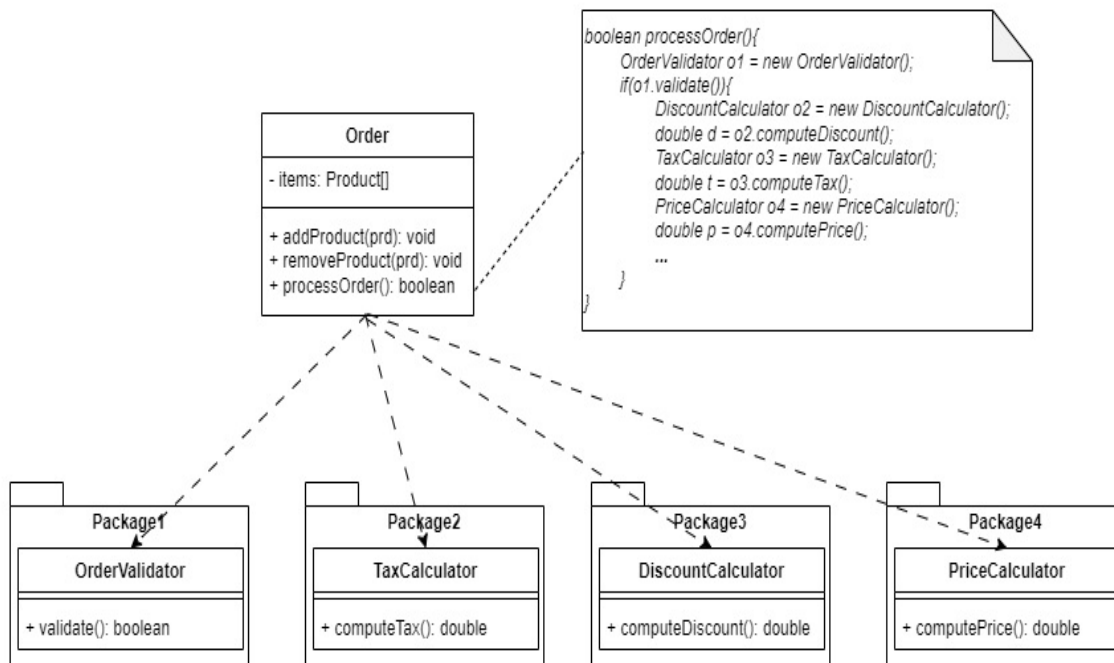 boolean processOrder(){
OrderValidator o1 = new OrderValidator();
if(o1.validate()){
DiscountCalculator o2 = new DiscountCalculator();
double d = o2.computeDiscount();
TaxCalculator o3 = new TaxCalculator();
double t = o3.computeTax();
PriceCalculator o4 = new PriceCalculator();
double p = o4.computePrice();
...
}
}
Order
- items: Product[]
+ addProduct(prd): void
+ removeProduct(prd): void
+ processOrder(): boolean
Package1
OrderValidator
+ validate(): boolean
Package2
TaxCalculator
+ computeTax(): double
Package3
DiscountCalculator
+ computeDiscount(): double
Package4
PriceCalculator
+ computePrice(): double